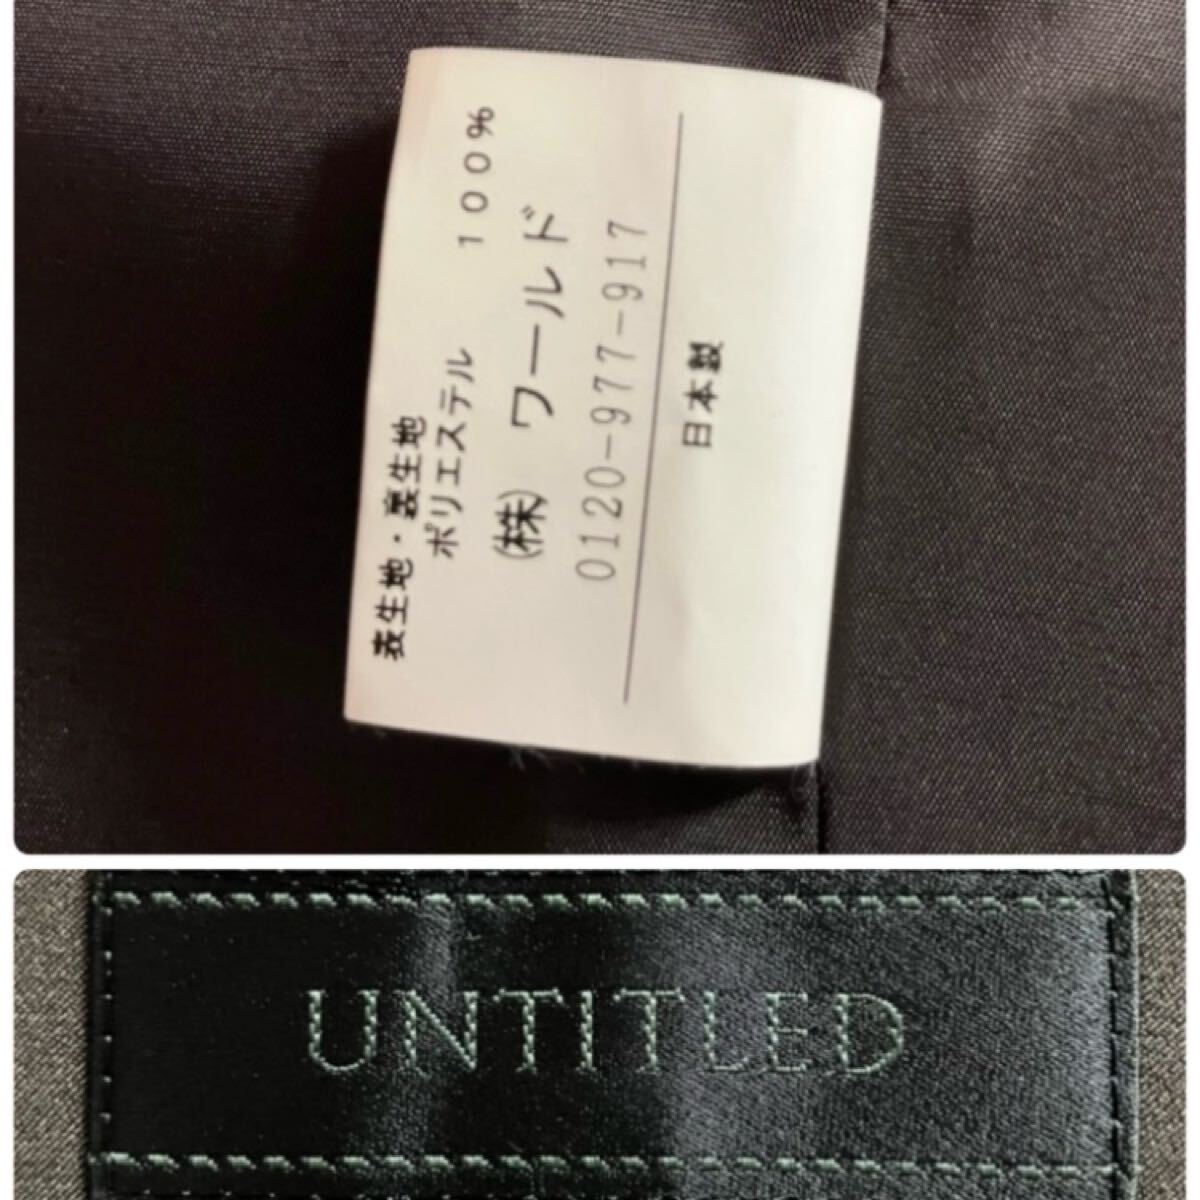 表生地・裏生地
ポリエステル　１００％
㈱　ワールド
0120-977-917
日本製
UNTITLED